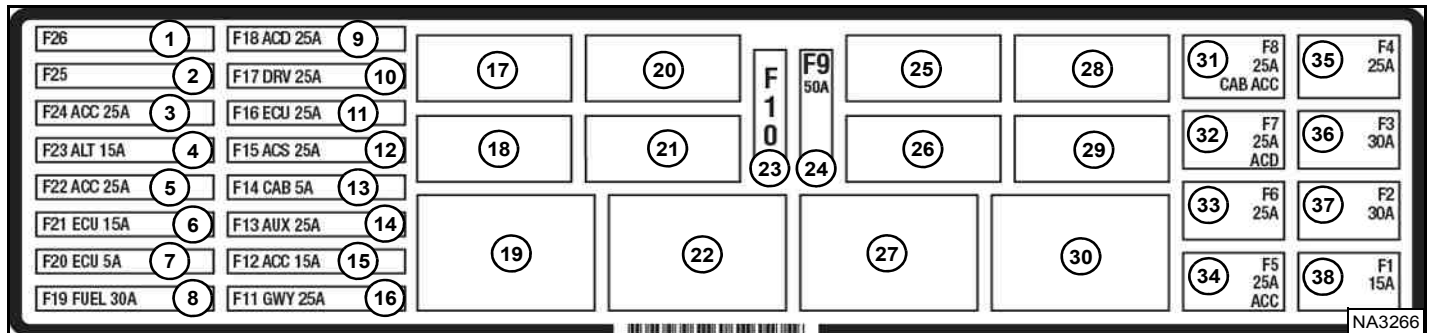 F26 1
F25 2
F24 ACC 25A 3
F23 ALT 15A 4
F22 ACC 25A 5
F21 ECU 15A 6
F20 ECU 5A 7
F19 FUEL 30A 8
F18 ACD 25A 9
F17 DRV 25A 10
F16 ECU 25A 11
F15 ACS 25A 12
F14 CAB 5A 13
F13 AUX 25A 14
F12 ACC 15A 15
F11 GWY 25A 16
17
18
19
20
21
22
F10
23
F9
50A
24
25
26
27
28
29
30
31 F8
25A
CAB ACC
32 F7
25A
ACD
33 F6
25A
34 F5
25A
ACC
35 F4
25A
36 F3
30A
37 F2
30A
38 F1
15A
NA3266